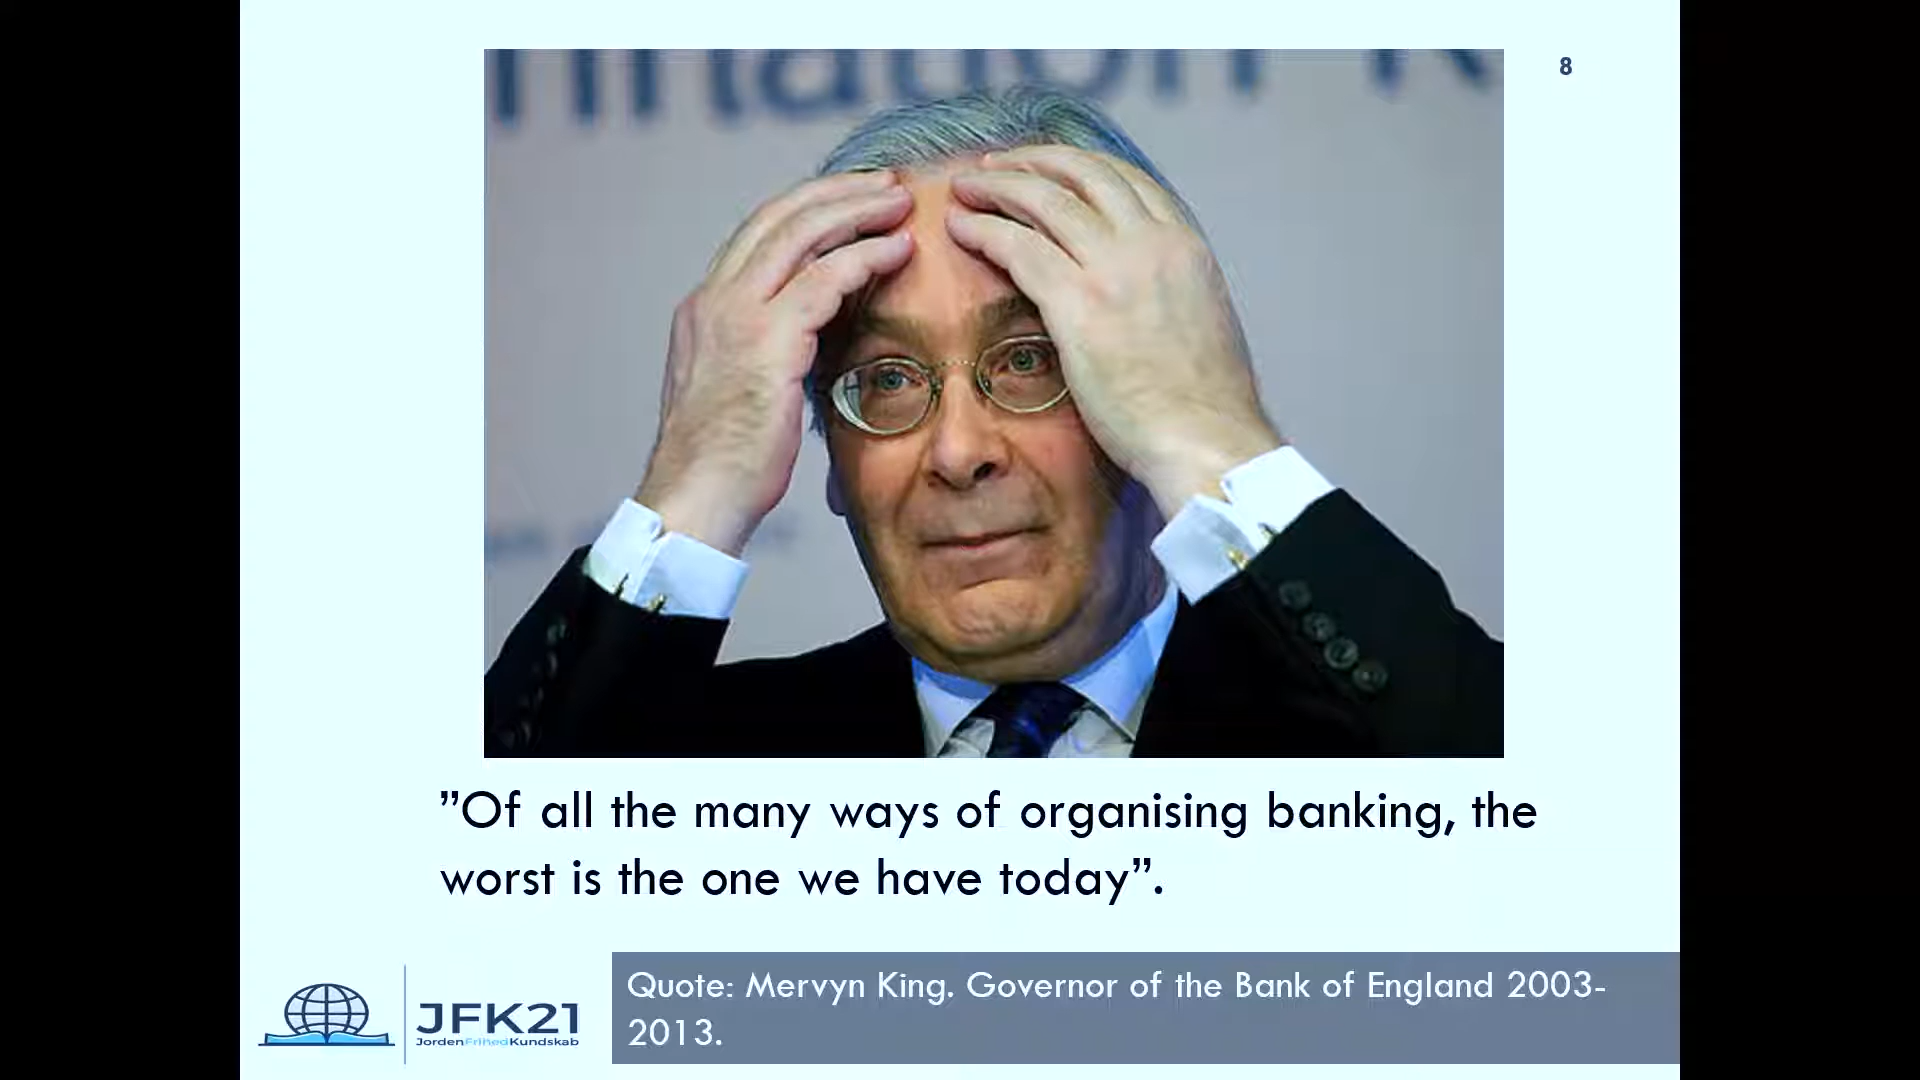 8
”Of all the many ways of organising banking, the
worst is the one we have today”.
Quote: Mervyn King. Governor of the Bank of England 2003-
2013.
JFK21
JordenFrihedKundskab